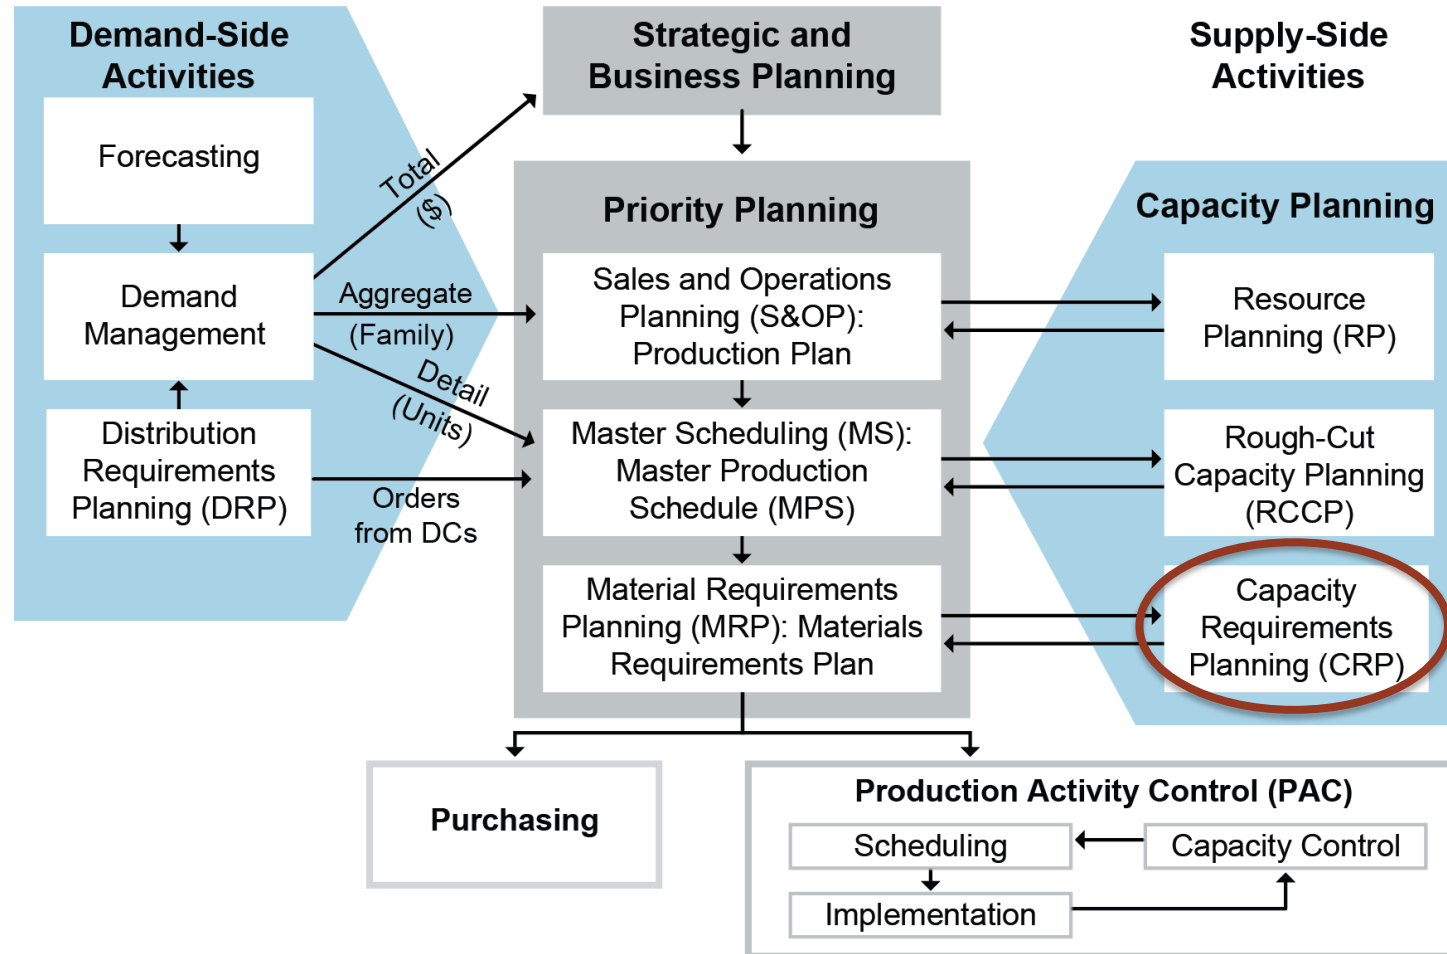 Demand-Side
Activities
Forecasting
Demand
Management
Distribution
Requirements
Planning (DRP)
Total
($)
Aggregate
(Family)
Detail
(Units)
Orders
from DCs
Strategic and
Business Planning
Priority Planning
Sales and Operations
Planning (S&OP):
Production Plan
Master Scheduling (MS):
Master Production
Schedule (MPS)
Material Requirements
Planning (MRP): Materials
Requirements Plan
Supply-Side
Activities
Capacity Planning
Resource
Planning (RP)
Rough-Cut
Capacity Planning
(RCCP)
Capacity
Requirements
Planning (CRP)
Purchasing
Production Activity Control (PAC)
Scheduling
Capacity Control
Implementation